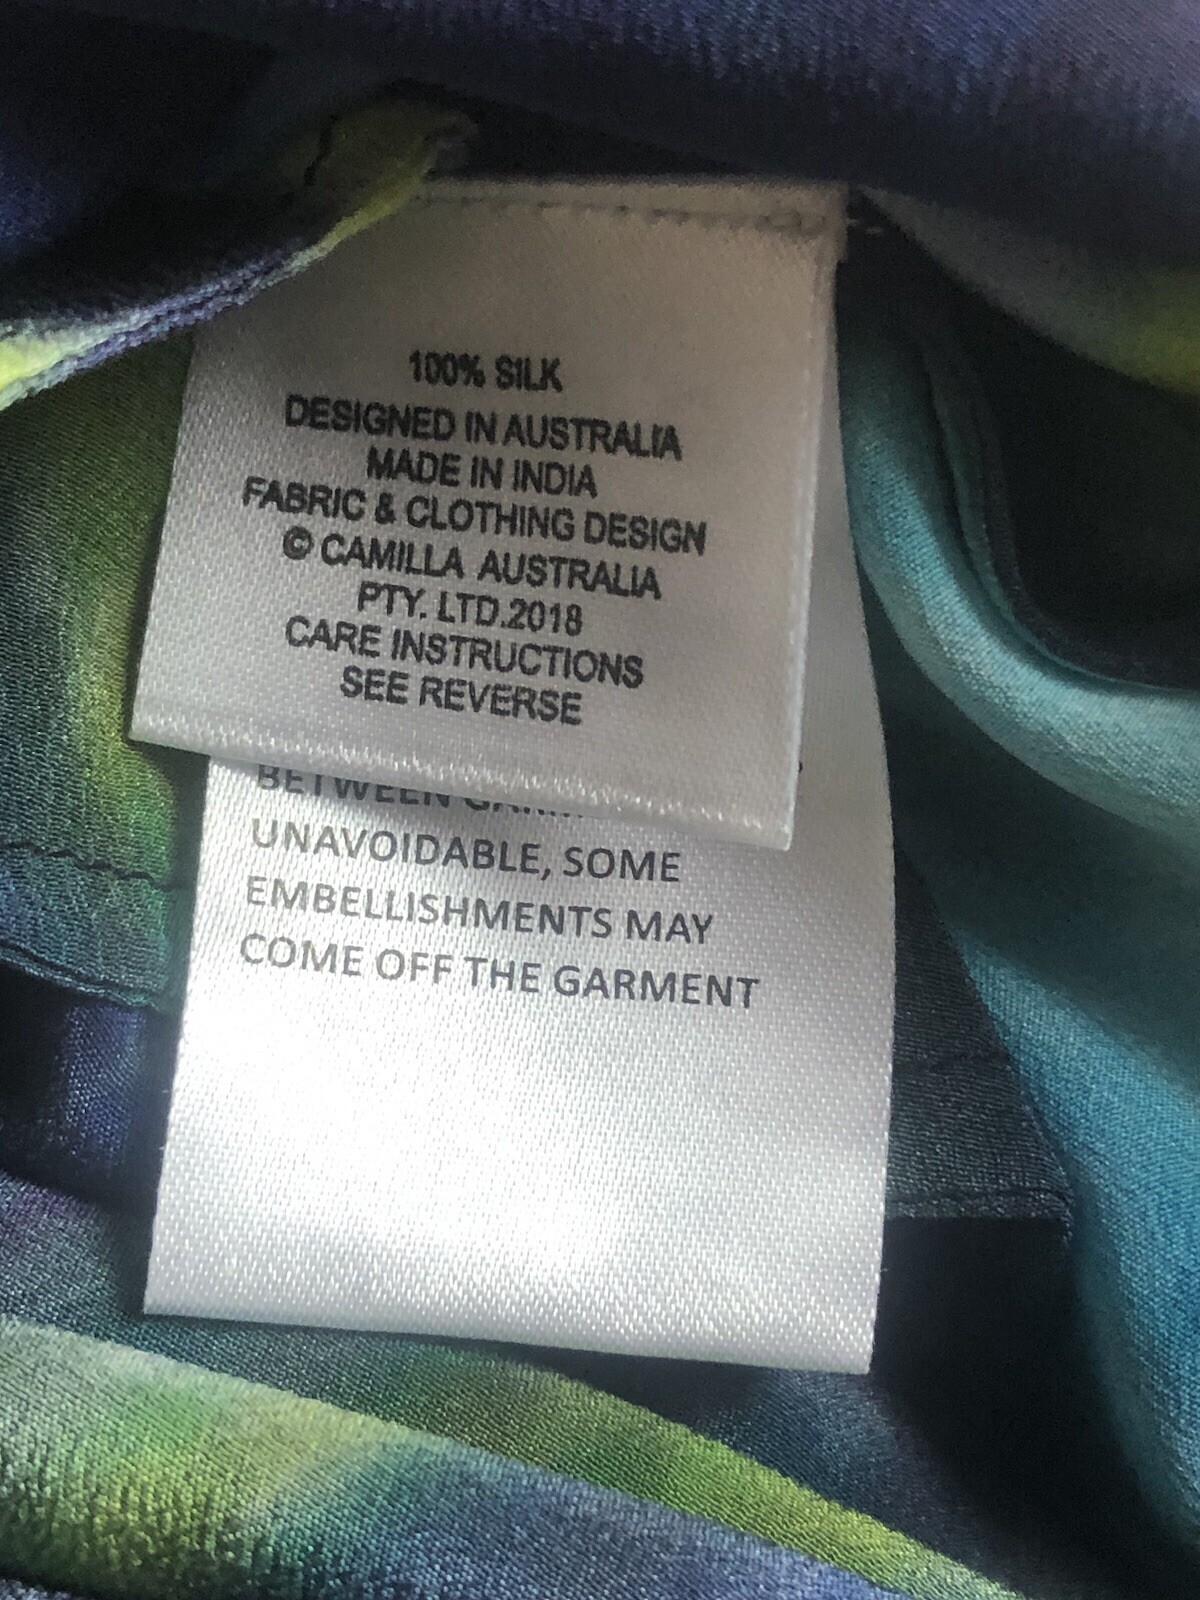 100% SILK
DESIGNED IN AUSTRALIA
MADE IN INDIA
FABRIC & CLOTHING DESIGN
© CAMILLA AUSTRALIA
PTY. LTD.2018
CARE INSTRUCTIONS
SEE REVERSE
BETWEEN
UNAVOIDABLE, SOME
EMBELLISHMENTS MAY
COME OFF THE GARMENT